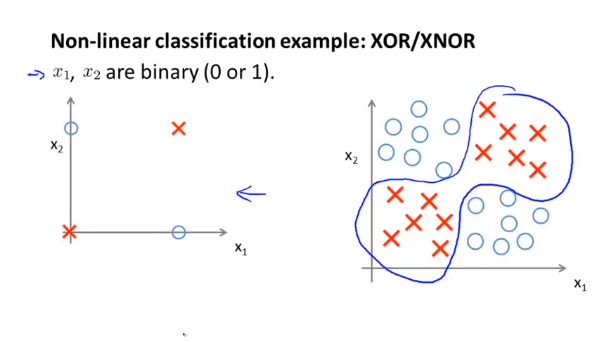 Non-linear classification example: XOR/XNOR
→ x₁, x₂ are binary (0 or 1).
x₂
x₁
x₂
x₁